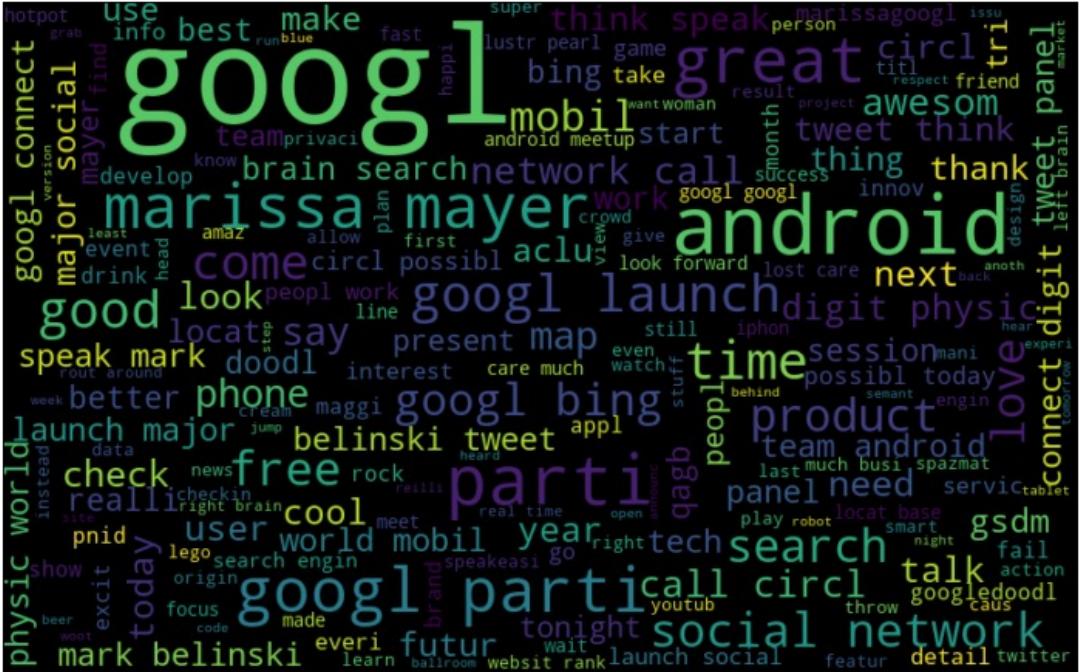 hotpot
use
make
super
think speak
marissagoogl
issu
grab
info
best
run
blue
fast
person
googl
happi
lustr pearl
game
great
circl
tri
market
bing
take
titl
respect
friend
result
project
awesom
mobil
want
woman
android meetup
start
month
tweet think
tweet panel
googl connect
major social
mayer
find
version
team
privaci
know
brain search
network call
success
thing
thank
left brain
develop
marissa mayer
plan
work
googl googl
innov
android
design
crowd
least
event
amaz
allow
first
aclu
view
give
head
drink
come
circl possibl
look forward
lost care
next
anoth
back
good
look
peopl work
googl launch
digit physic
line
locat
say
present
map
still
iphon
hear
experi
step
speak mark
doodl
even
watch
time
session
mani
rout around
interest
care much
stuff
possibl today
love
connect digit
tomorrow
week
better
phone
cream
maggi
googl bing
appl
peopl
behind
semant
engin
product
launch major
jump
belinski tweet
team android
data
heard
check
news
free
rock
reilli
parti
announc
qagb
last
much busi
spazmat
instead
realli
checkin
right brain
real time
open
panel
need
servic
tablet
site
cool
meet
play
robot
locat base
smart
gsdm
pnid
user
world mobil
year
right
tech
search
night
fail
physic world
lego
search engin
speakeasi
go
talk
action
show
excit
today
origin
googl parti
brand
call circl
googledoodl
focus
youtub
throw
caus
beer
code
made
tonight
social network
woot
everi
futur
wait
mark belinski
learn
ballroom
websit rank
launch social
featur
detail
twitter